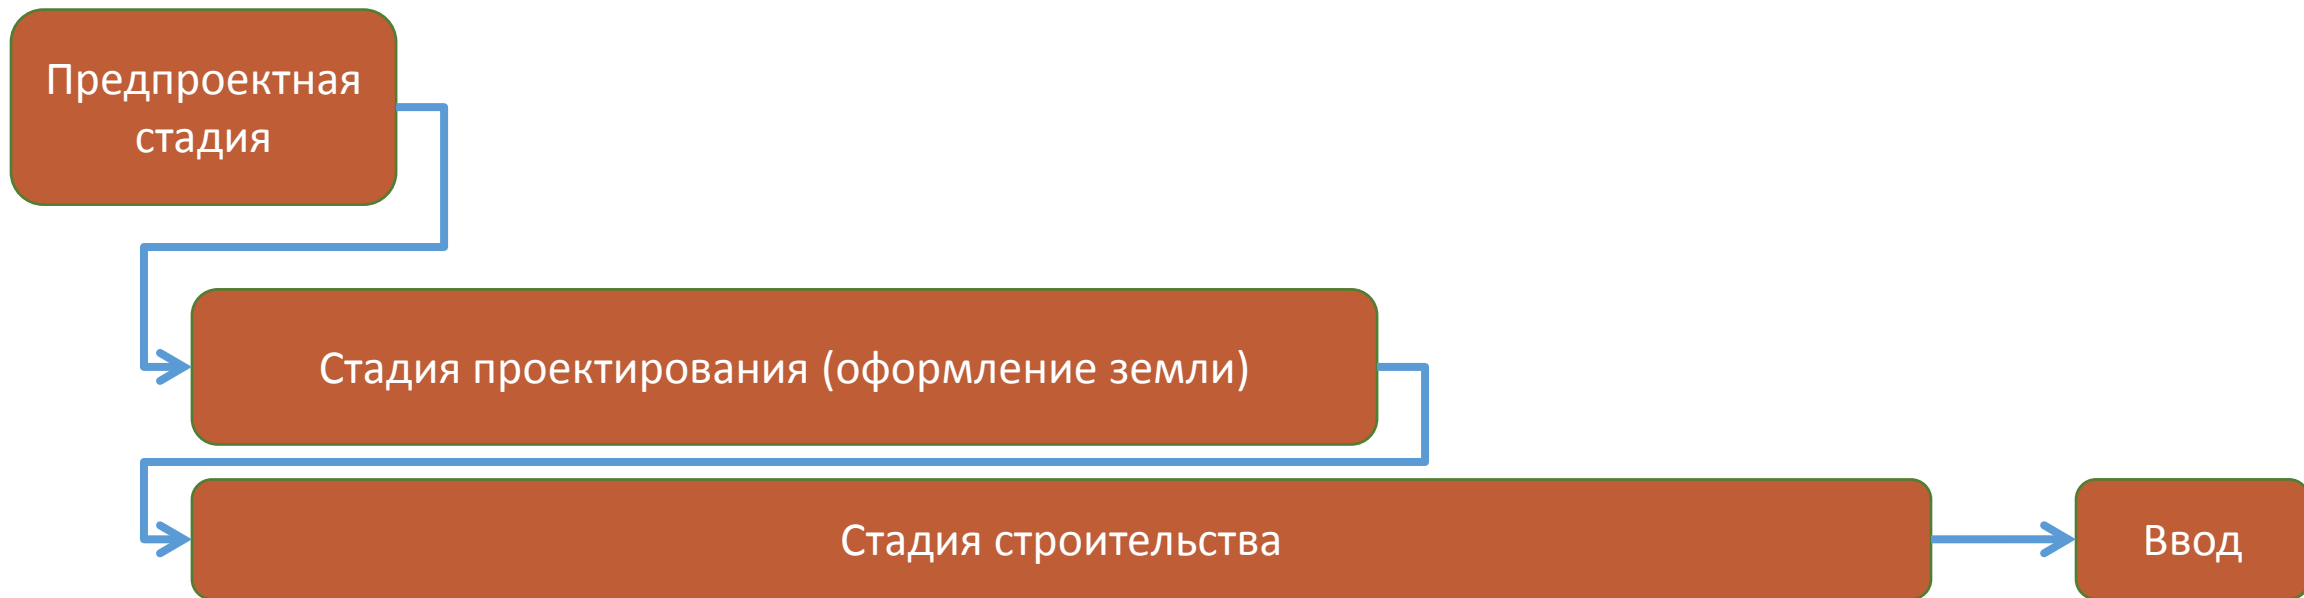 Предпроектная
стадия
Стадия проектирования (оформление земли)
Стадия строительства
Ввод